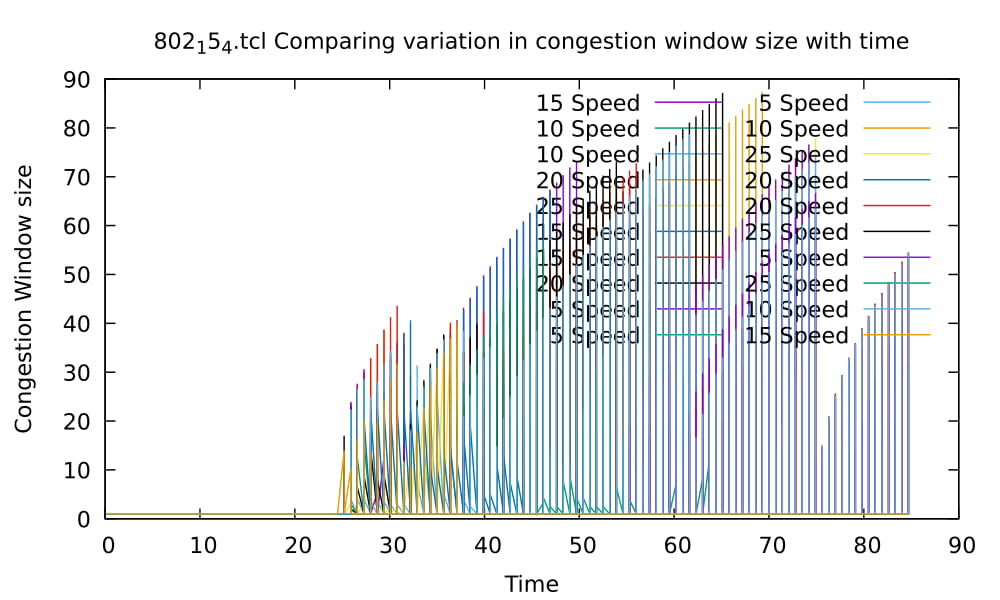 802₁5₄.tcl Comparing variation in congestion window size with time
Congestion Window size
90
80
70
60
50
40
30
20
10
0
15 Speed
10 Speed
10 Speed
20 Speed
25 Speed
15 Speed
15 Speed
20 Speed
5 Speed
5 Speed
5 Speed
10 Speed
25 Speed
20 Speed
20 Speed
25 Speed
5 Speed
25 Speed
10 Speed
15 Speed
0 10 20 30 40 50 60 70 80 90
Time